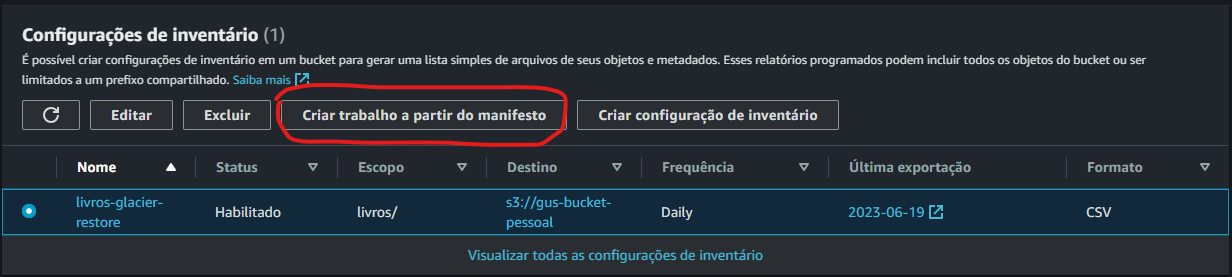 Configurações de inventário (1)
É possível criar configurações de inventário em um bucket para gerar uma lista simples de arquivos de seus objetos e metadados. Esses relatórios programados podem incluir todos os objetos do bucket ou ser
limitados a um prefixo compartilhado. Saiba mais
Editar Excluir Criar trabalho a partir do manifesto Criar configuração de inventário
Nome Status Escopo Destino Frequência Última exportação Formato
livros-glacier-restore Habilitado livros/ s3://gus-bucket-pessoal Daily 2023-06-19 CSV
Visualizar todas as configurações de inventário